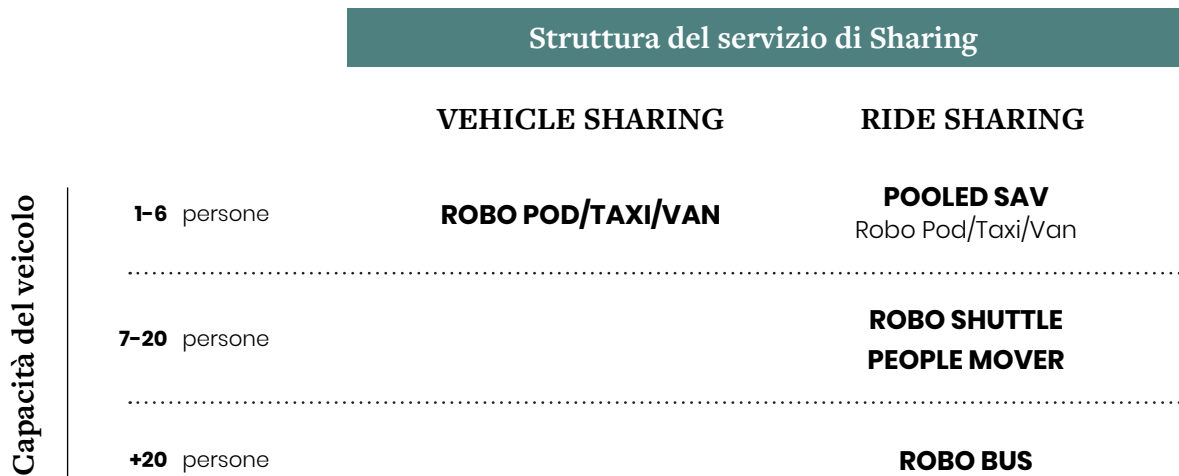 Struttura del servizio di Sharing
VEHICLE SHARING
RIDE SHARING
Capacità del veicolo
1-6 persone
ROBO POD/TAXI/VAN
POOLED SAV
Robo Pod/Taxi/Van
7-20 persone
ROBO SHUTTLE
PEOPLE MOVER
+20 persone
ROBO BUS